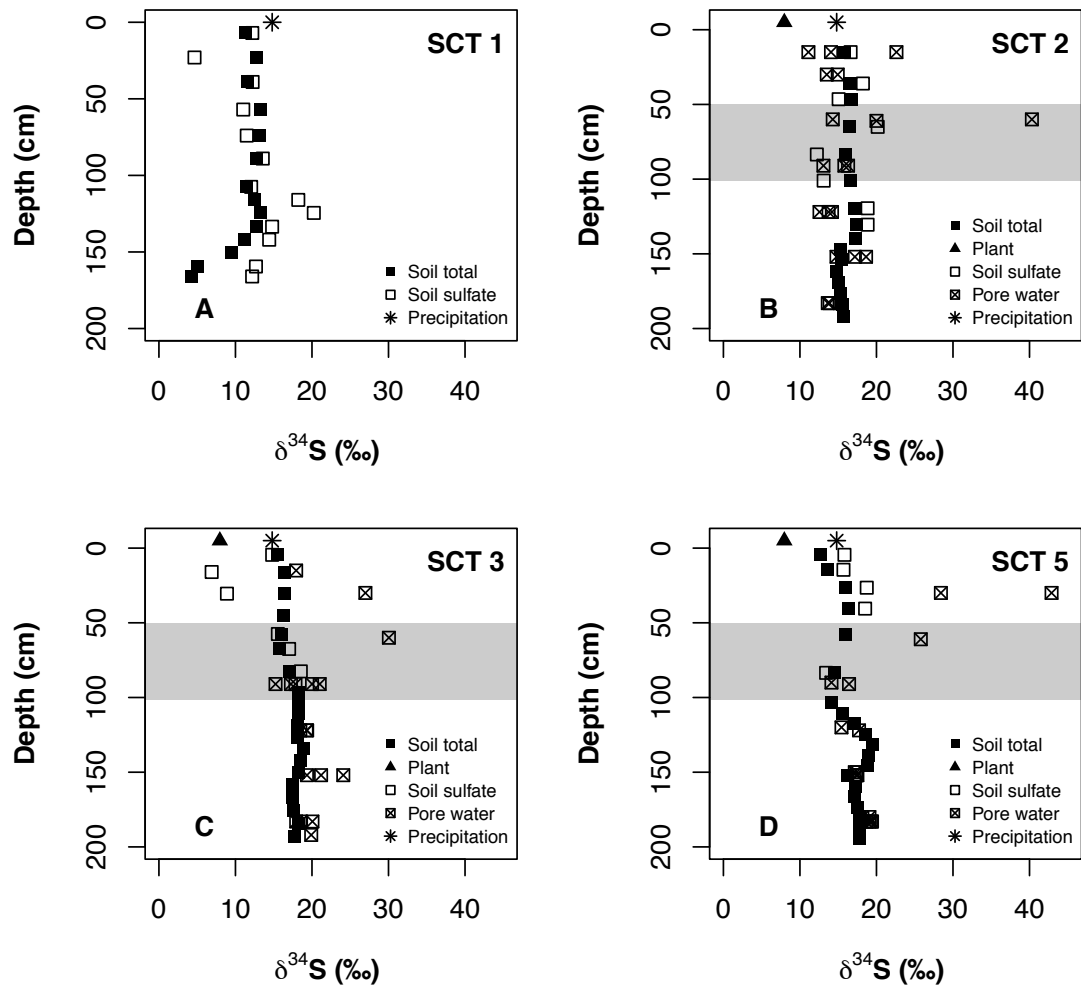 SCT 1
Depth (cm)
0
50
100
150
200
Soil total
Soil sulfate
Precipitation
A
0 10 20 30 40
δ34S (‰)
SCT 2
Depth (cm)
0
50
100
150
200
Soil total
Plant
Soil sulfate
Pore water
Precipitation
B
0 10 20 30 40
δ34S (‰)
SCT 3
Depth (cm)
0
50
100
150
200
Soil total
Plant
Soil sulfate
Pore water
Precipitation
C
0 10 20 30 40
δ34S (‰)
SCT 5
Depth (cm)
0
50
100
150
200
Soil total
Plant
Soil sulfate
Pore water
Precipitation
D
0 10 20 30 40
δ34S (‰)